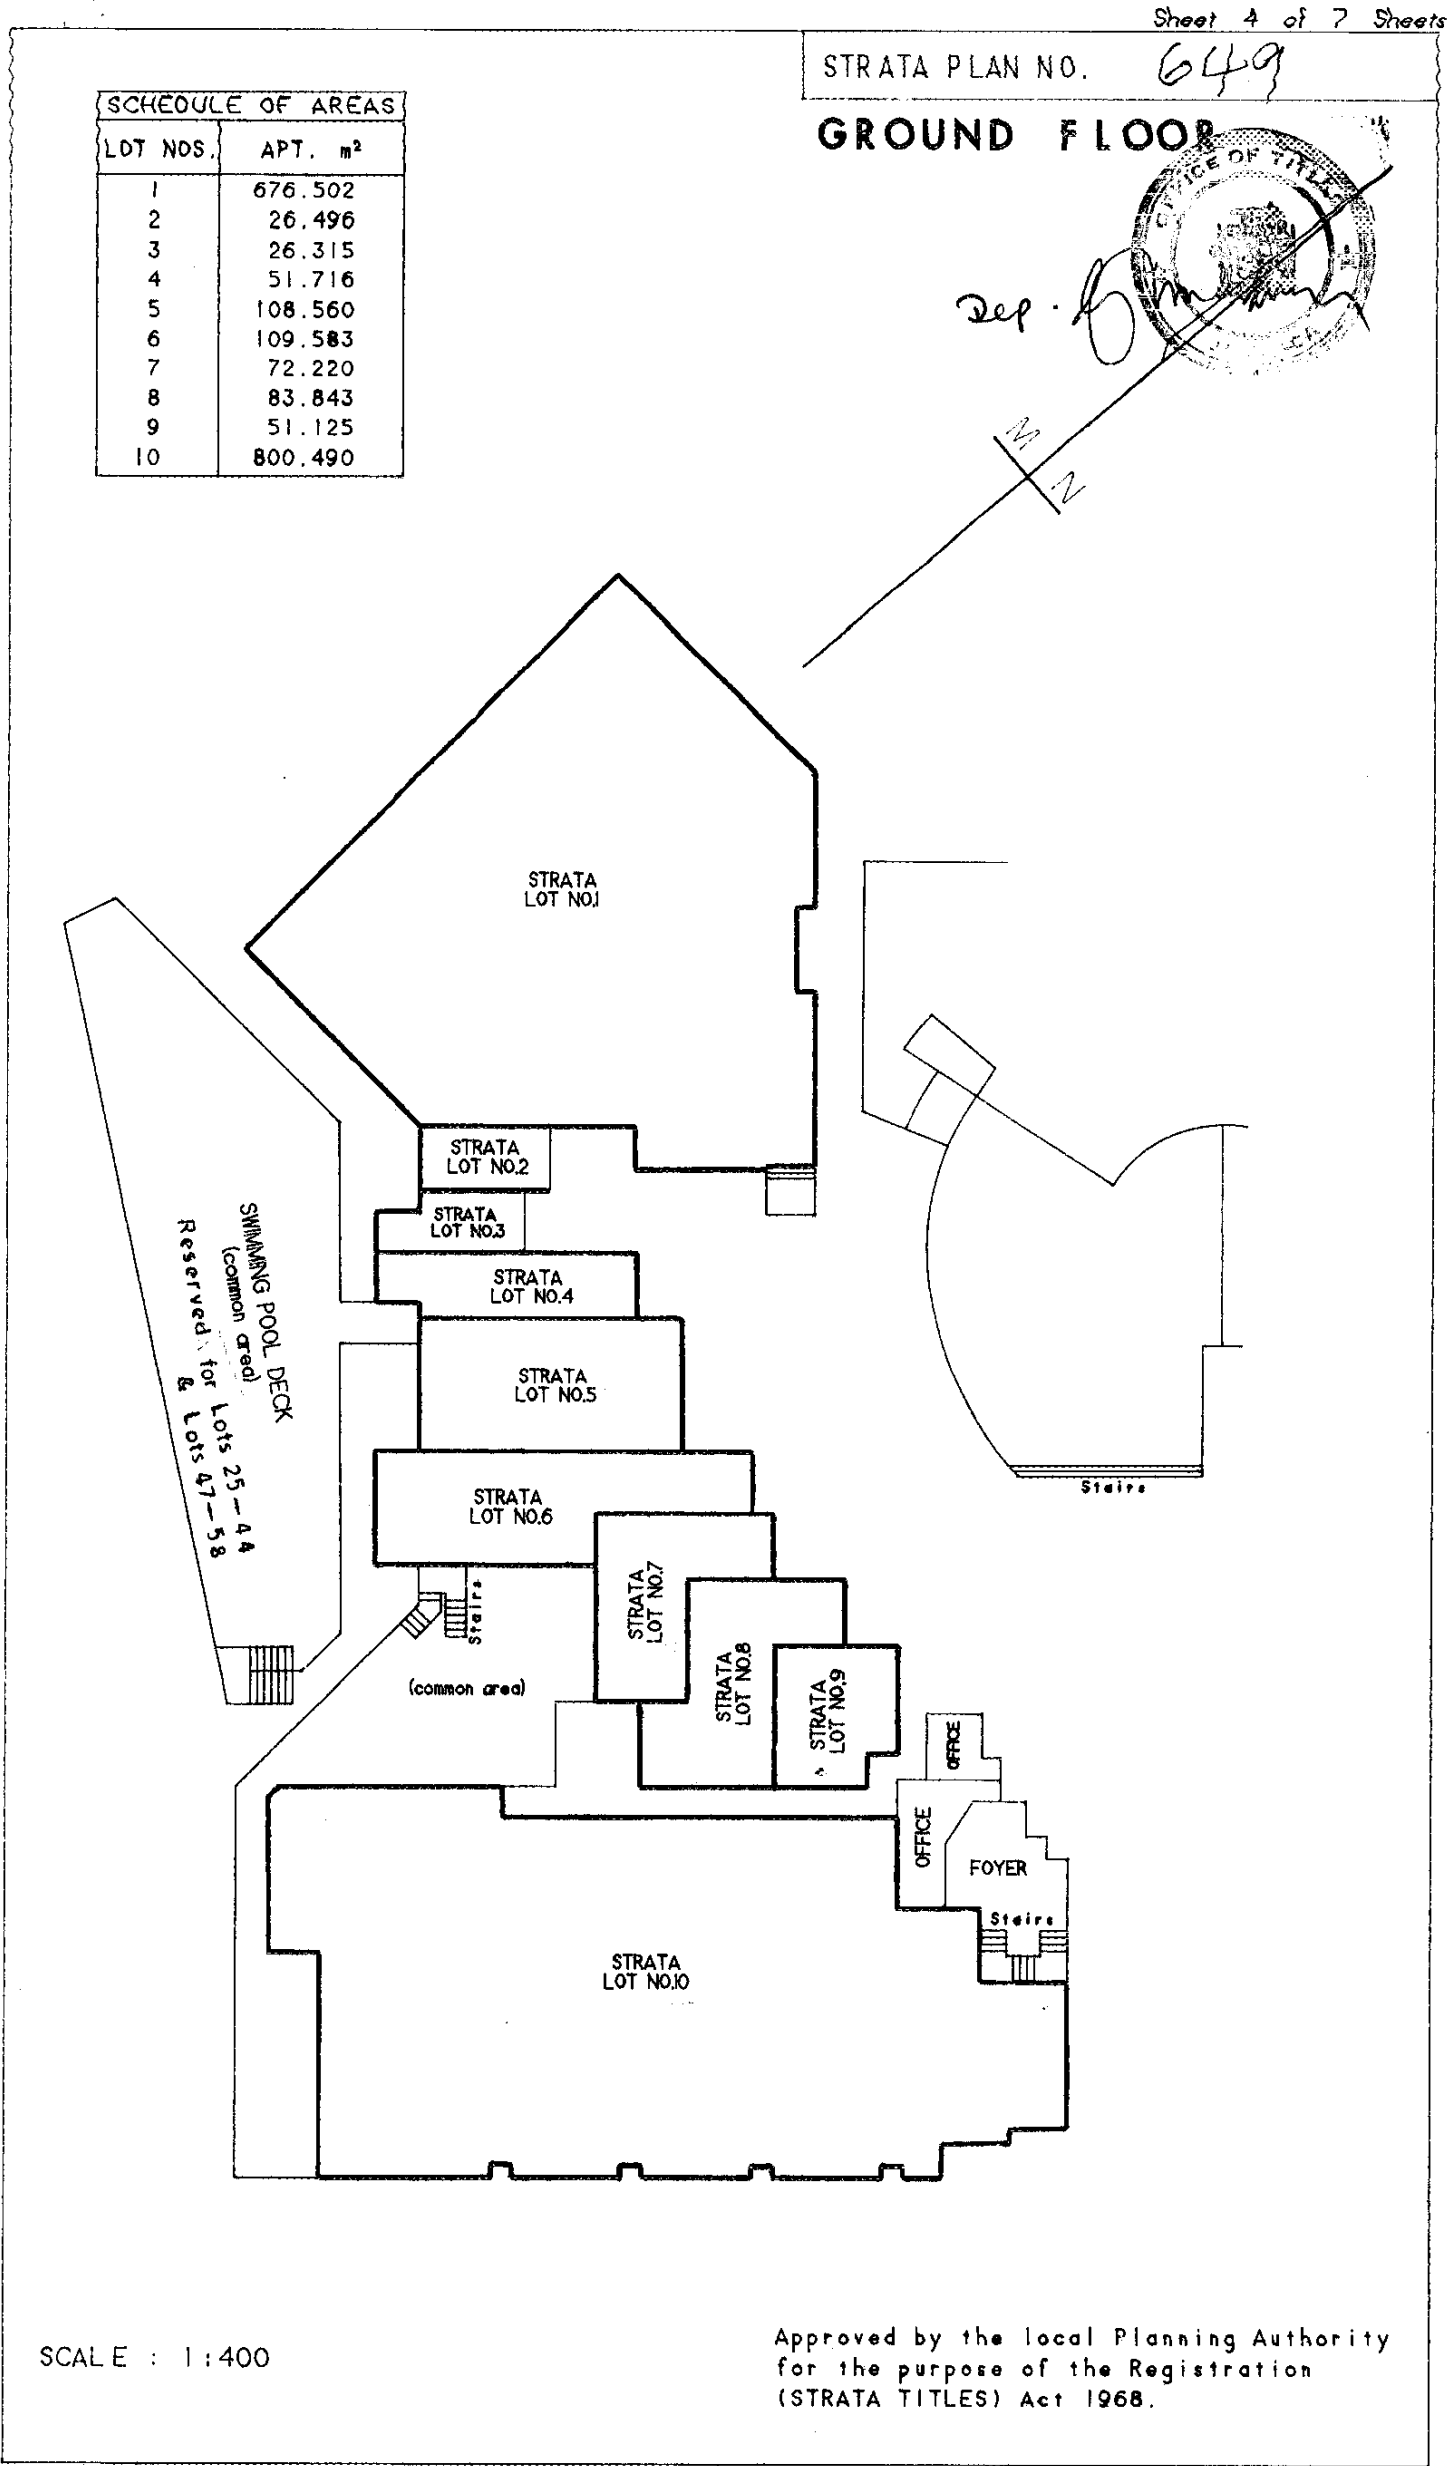 Sheet 4 of 7 Sheets
STRATA PLAN NO. 649
GROUND FLOOR
SCHEDULE OF AREAS
LOT NOS. APT. m²
1 676.502
2 26.496
3 26.315
4 51.716
5 108.560
6 109.583
7 72.220
8 83.843
9 51.125
10 800.490
OFFICE OF TITLES
Dep.
M
N
STRATA
LOT NO.1
STRATA
LOT NO.2
STRATA
LOT NO.3
STRATA
LOT NO.4
STRATA
LOT NO.5
STRATA
LOT NO.6
STRATA
LOT NO.7
STRATA
LOT NO.8
STRATA
LOT NO.9
SWIMMING POOL DECK
(common area)
Reserved for Lots 25-44
& Lots 47-58
Stairs
Stairs
(common area)
OFFICE
OFFICE
FOYER
Stairs
STRATA
LOT NO.10
SCALE : 1:400
Approved by the local Planning Authority
for the purpose of the Registration
(STRATA TITLES) Act 1968.